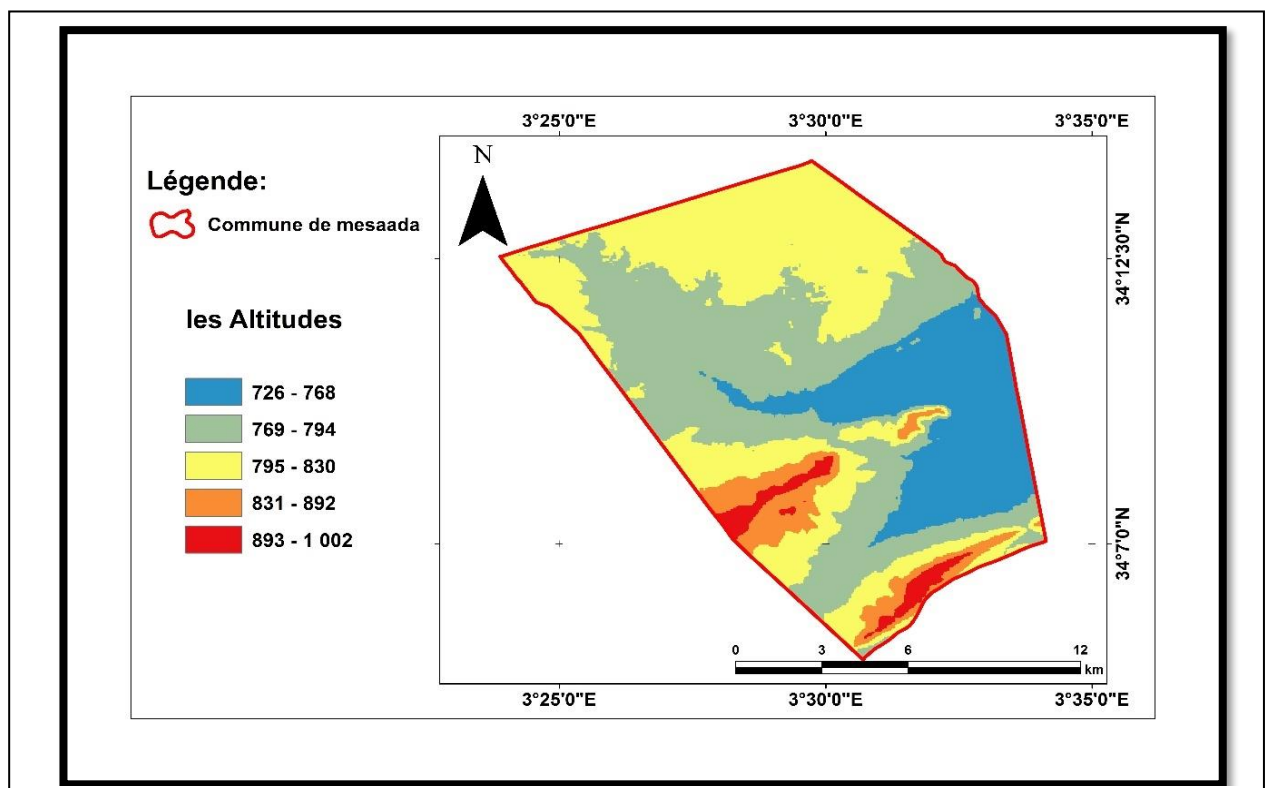 3°25'0"E 3°30'0"E 3°35'0"E
N
Légende:
Commune de mesaada
34°12'30"N
les Altitudes
726 - 768
769 - 794
795 - 830
831 - 892
893 - 1 002
34°7'0"N
0 3 6 12
km
3°25'0"E 3°30'0"E 3°35'0"E